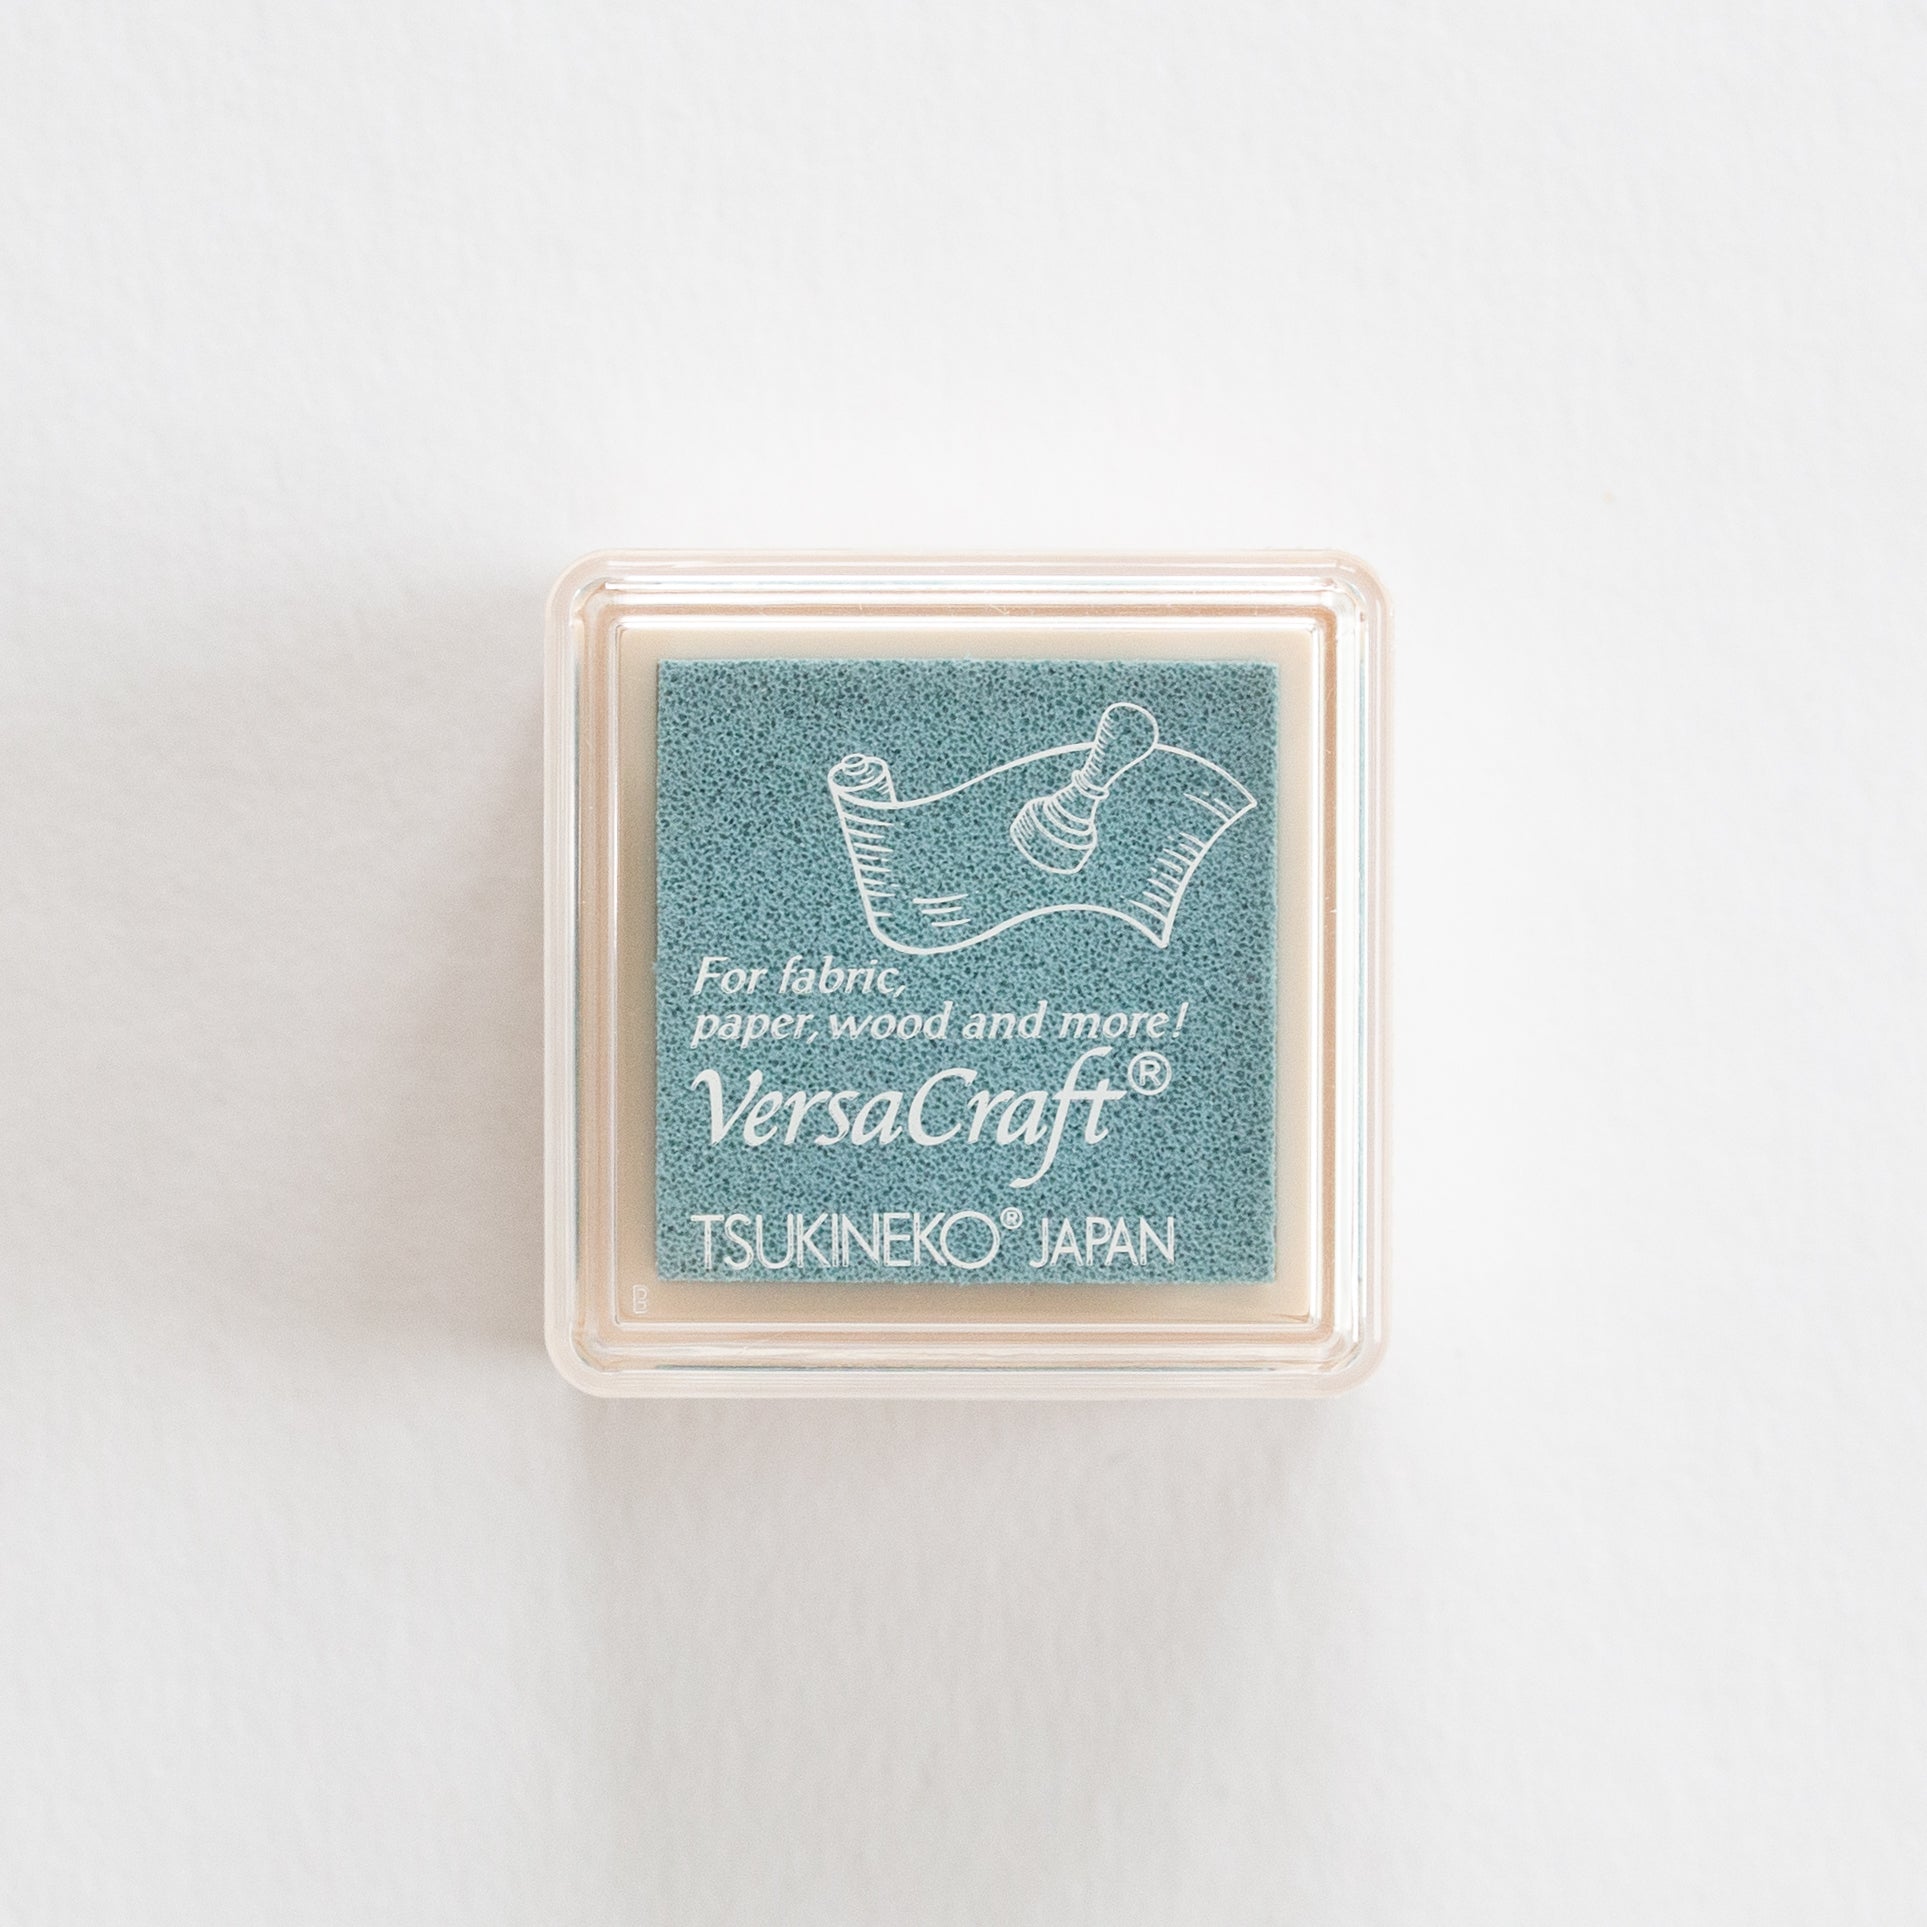 For fabric,
paper, wood and more!
VersaCraft®
TSUKINEKO® JAPAN
B